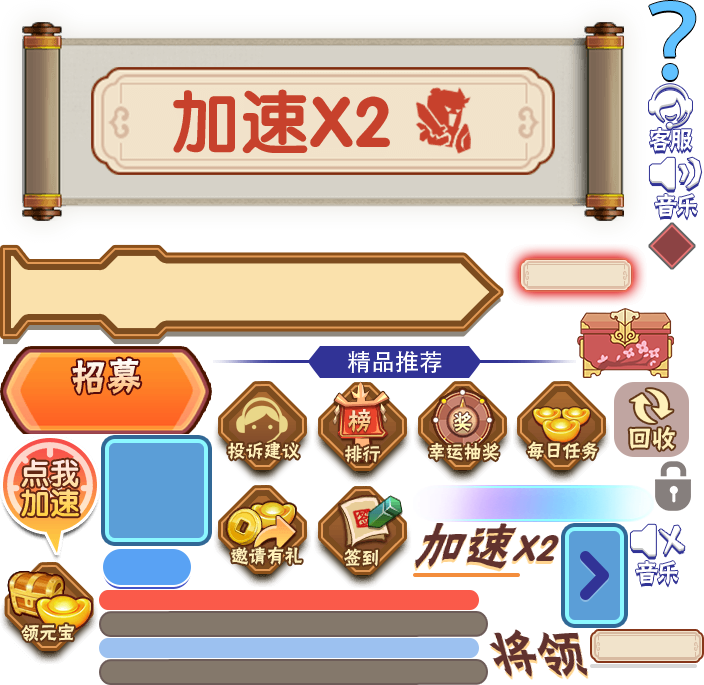 加速X2
?
客服
音乐
招募
精品推荐
投诉建议
榜
排行
奖
幸运抽奖
每日任务
回收
点我
加速
邀请有礼
签到
加速X2
音乐
领元宝
将领